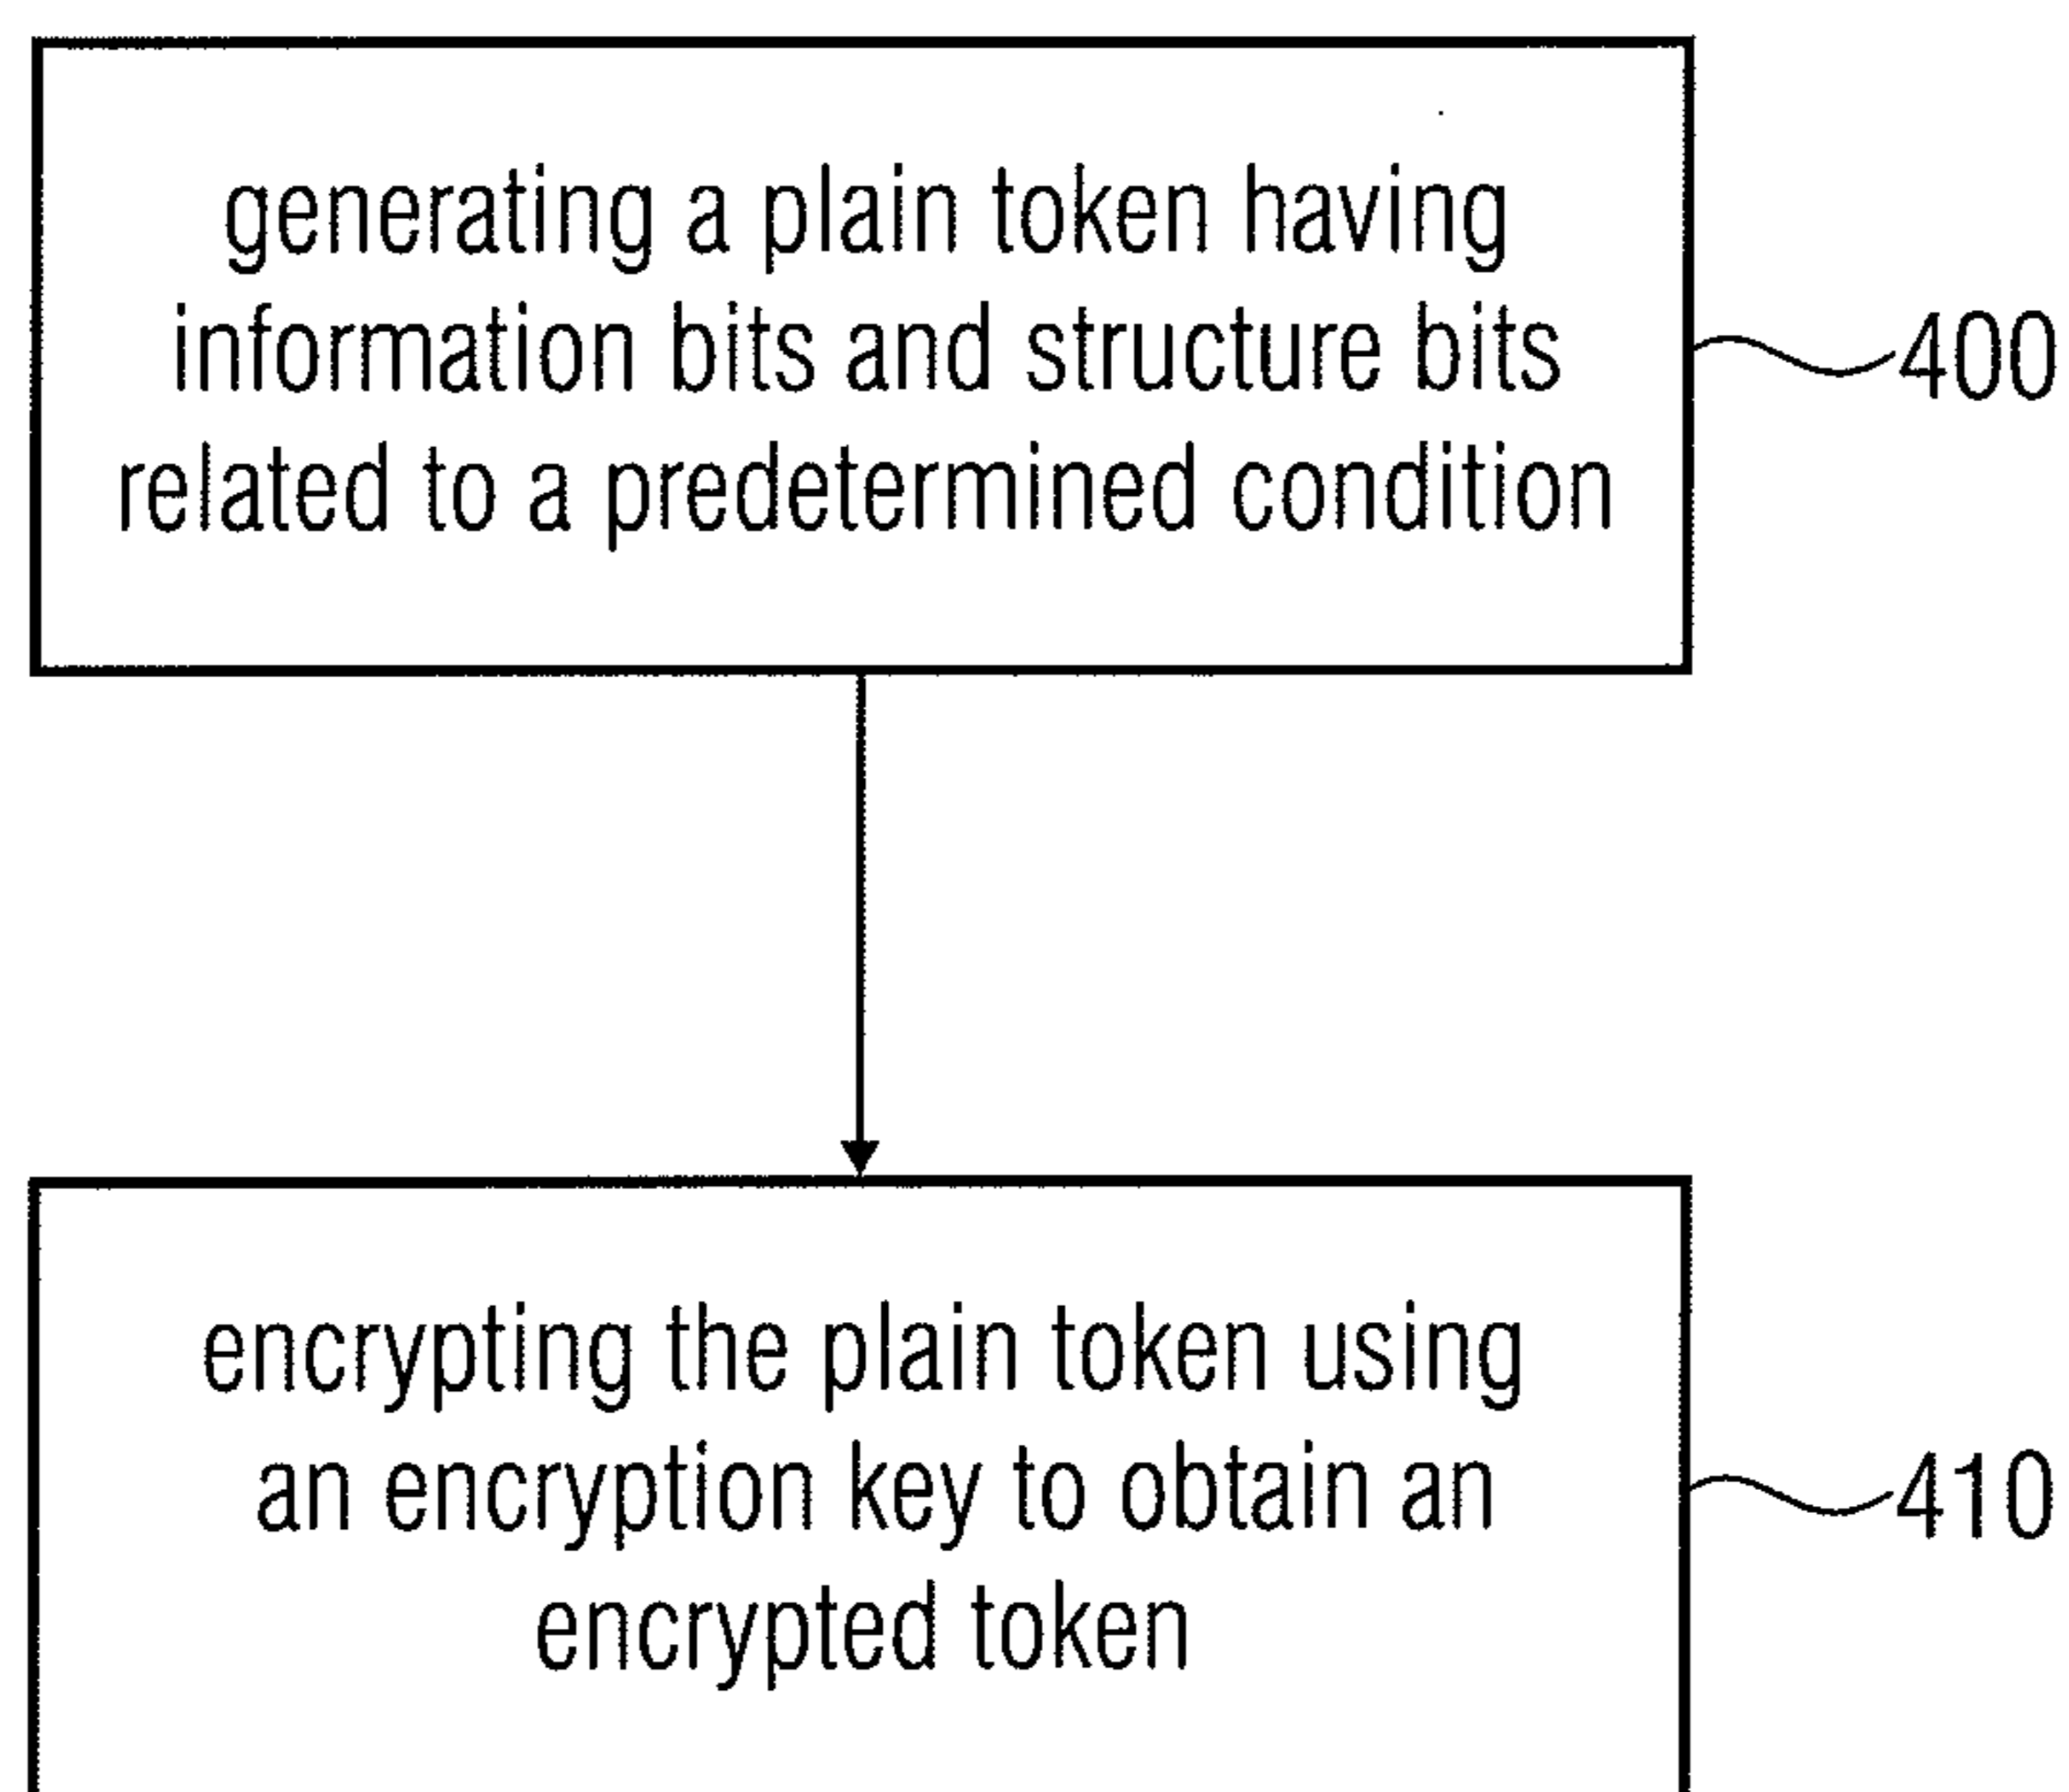 generating a plain token having
information bits and structure bits
related to a predetermined condition
400
encrypting the plain token using
an encryption key to obtain an
encrypted token
410